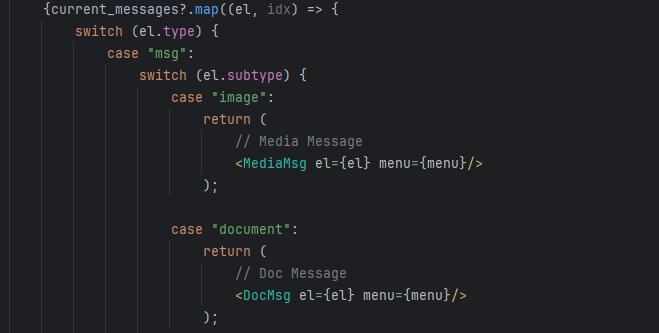 {current_messages?.map((el, idx) => {
switch (el.type) {
case "msg":
switch (el.subtype) {
case "image":
return (
// Media Message
<MediaMsg el={el} menu={menu}/>
);
case "document":
return (
// Doc Message
<DocMsg el={el} menu={menu}/>
);